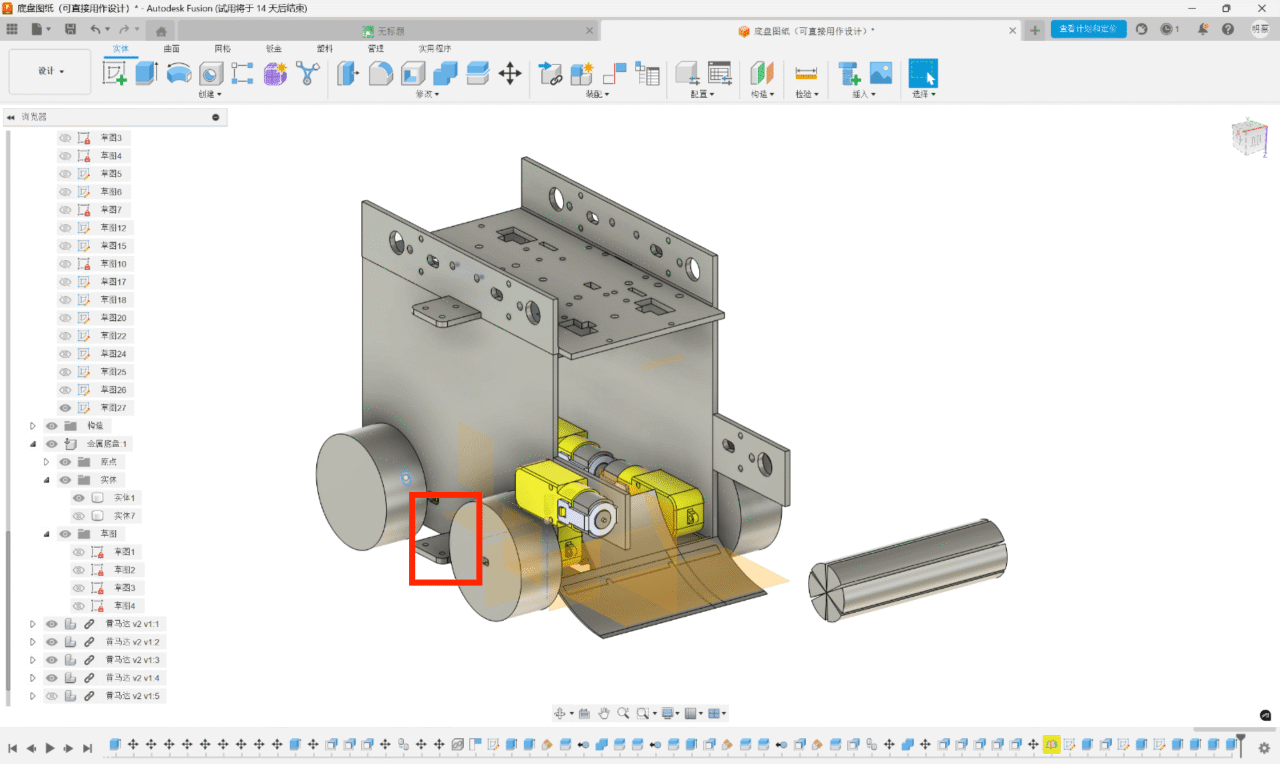 底盘图纸（可直接用作设计）* - Autodesk Fusion (试用将于 14 天后结束)
无标题
底盘图纸（可直接用作设计）*
查看计划和定价
1
实体 曲面 网格 钣金 塑料 管理 实用程序
设计
创建 修改 装配 配置 构造 检验 插入 选择
浏览器
草图3
草图4
草图5
草图6
草图7
草图12
草图15
草图10
草图17
草图18
草图20
草图22
草图24
草图25
草图26
草图27
构造
金属底盘:1
原点
实体
实体1
实体7
草图
草图1
草图2
草图3
草图4
黄马达 v2 v1:1
黄马达 v2 v1:2
黄马达 v2 v1:3
黄马达 v2 v1:4
黄马达 v2 v1:5